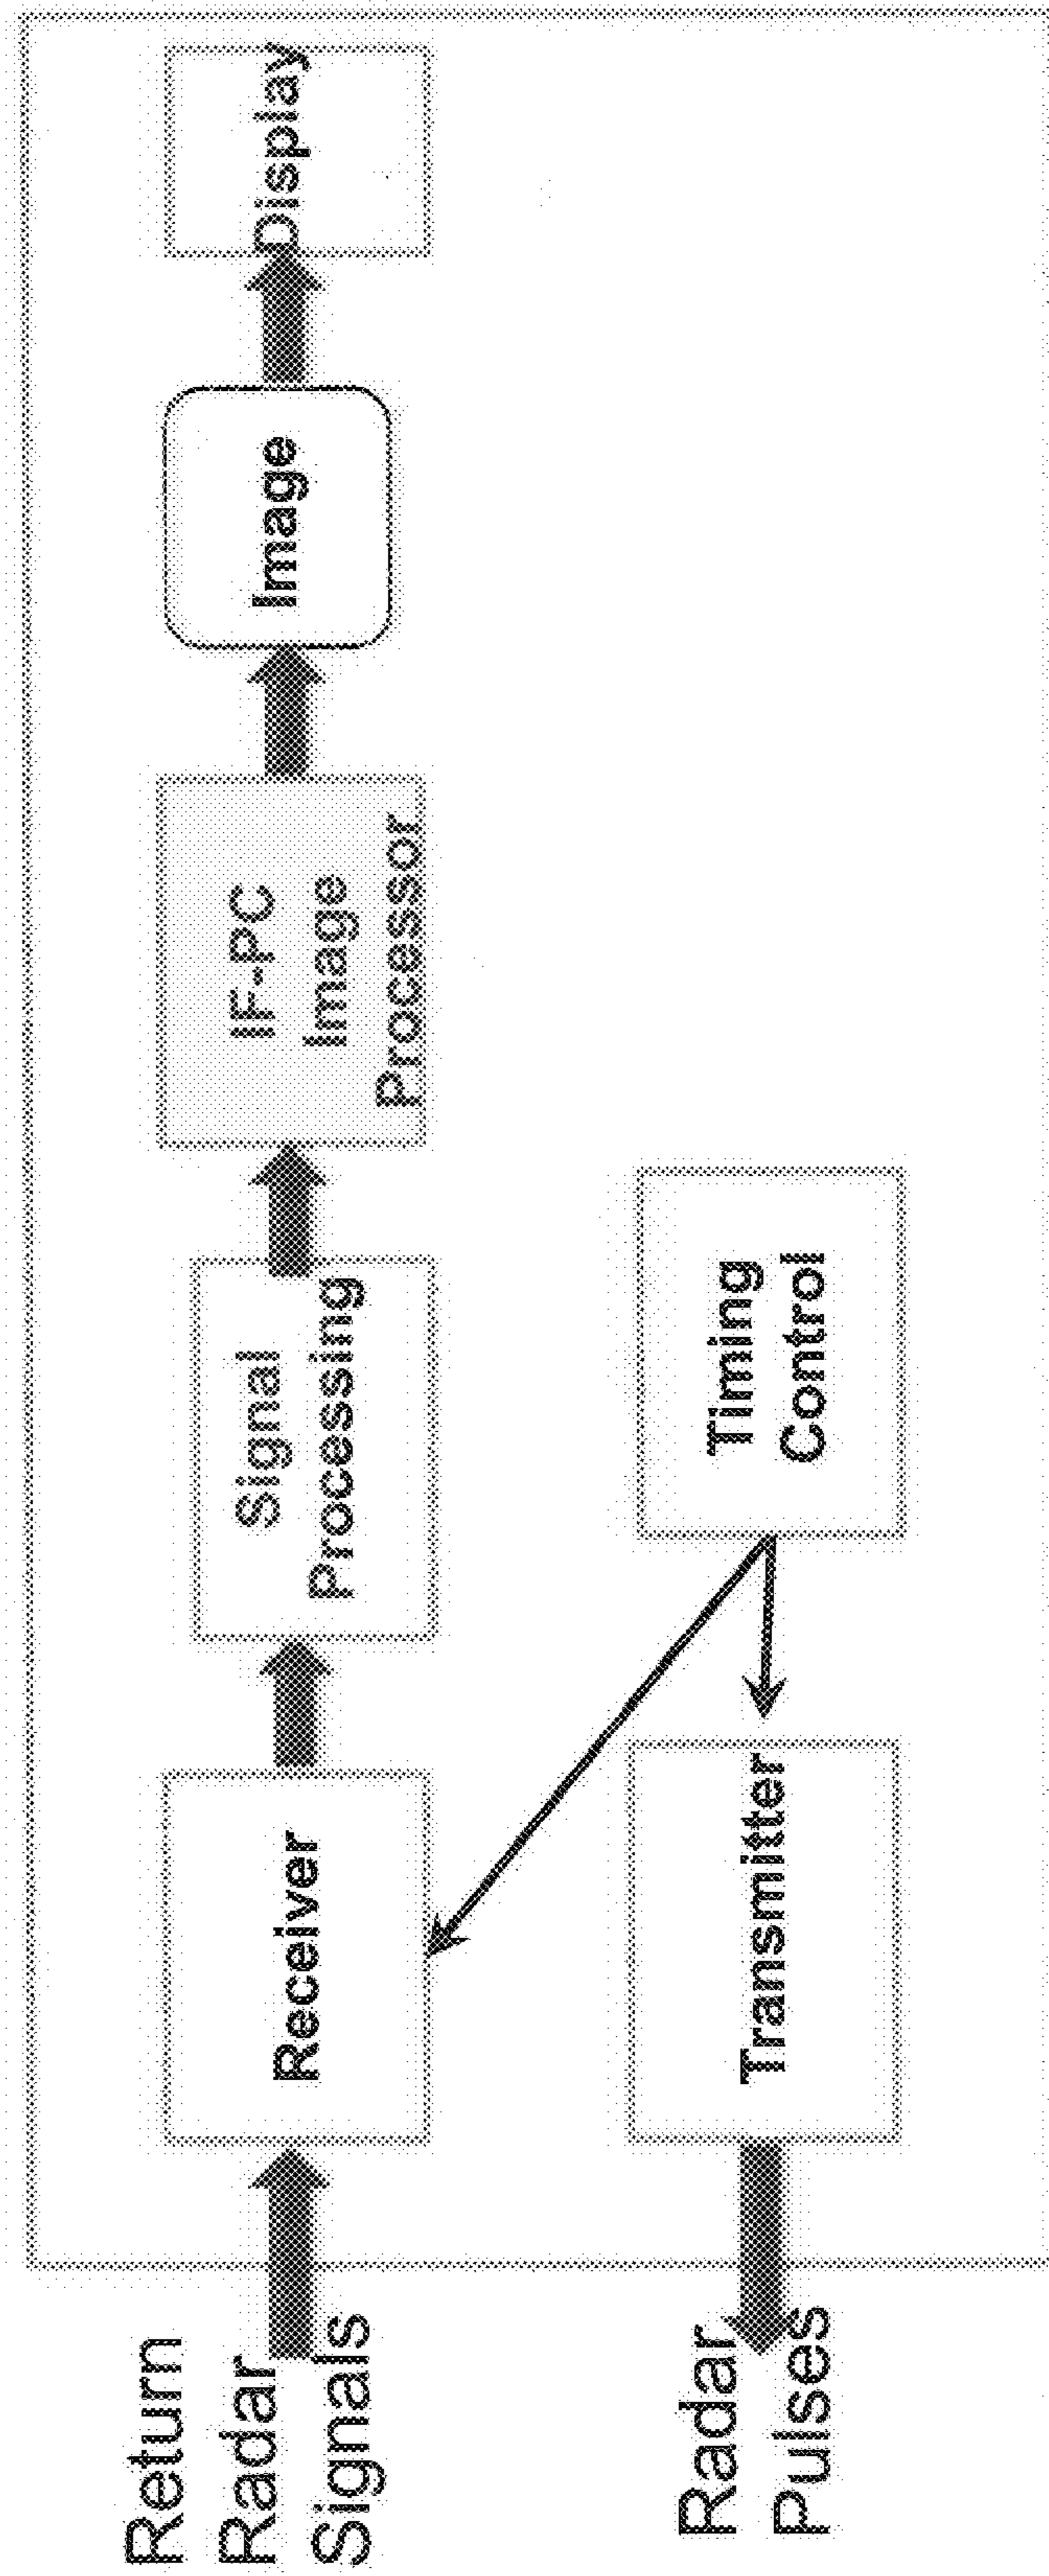 Return
Radar
Signals
Receiver
Signal
Processing
IF-PC
Image
Processor
Image
Display
Radar
Pulses
Transmitter
Timing
Control